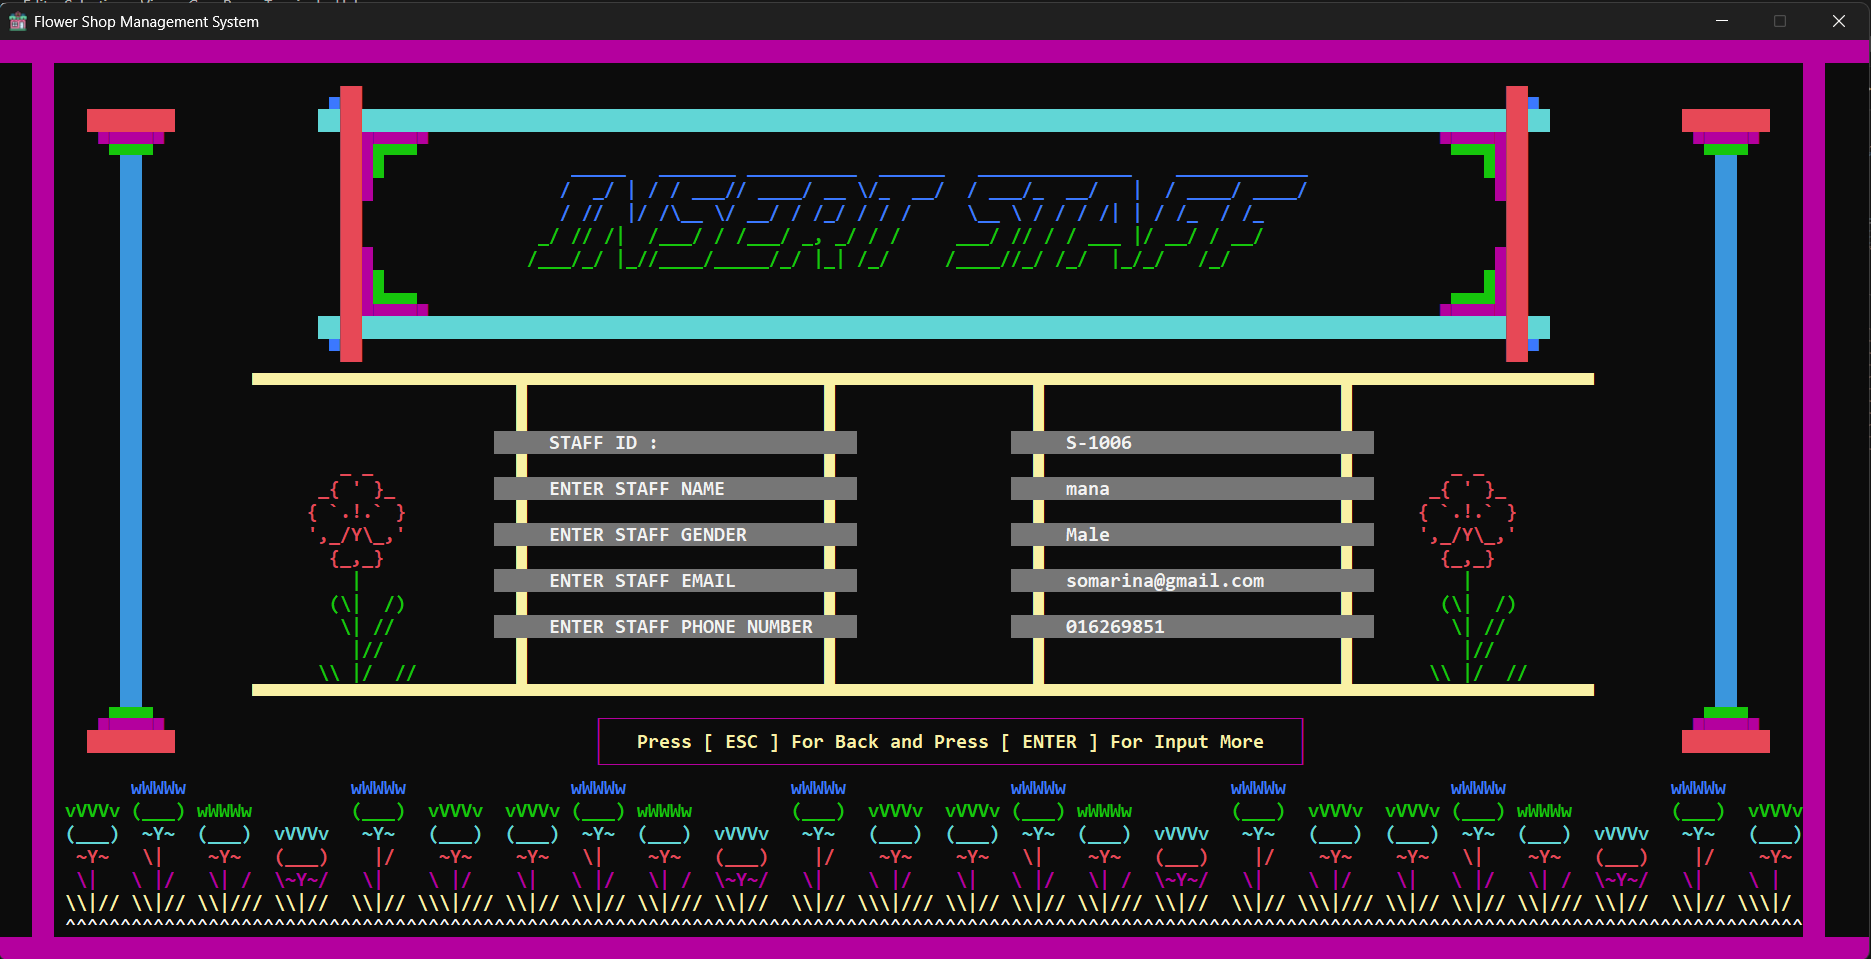 Flower Shop Management System
INSERT STAFF
STAFF ID : S-1006
ENTER STAFF NAME mana
ENTER STAFF GENDER Male
ENTER STAFF EMAIL somarina@gmail.com
ENTER STAFF PHONE NUMBER 016269851
Press [ ESC ] For Back and Press [ ENTER ] For Input More